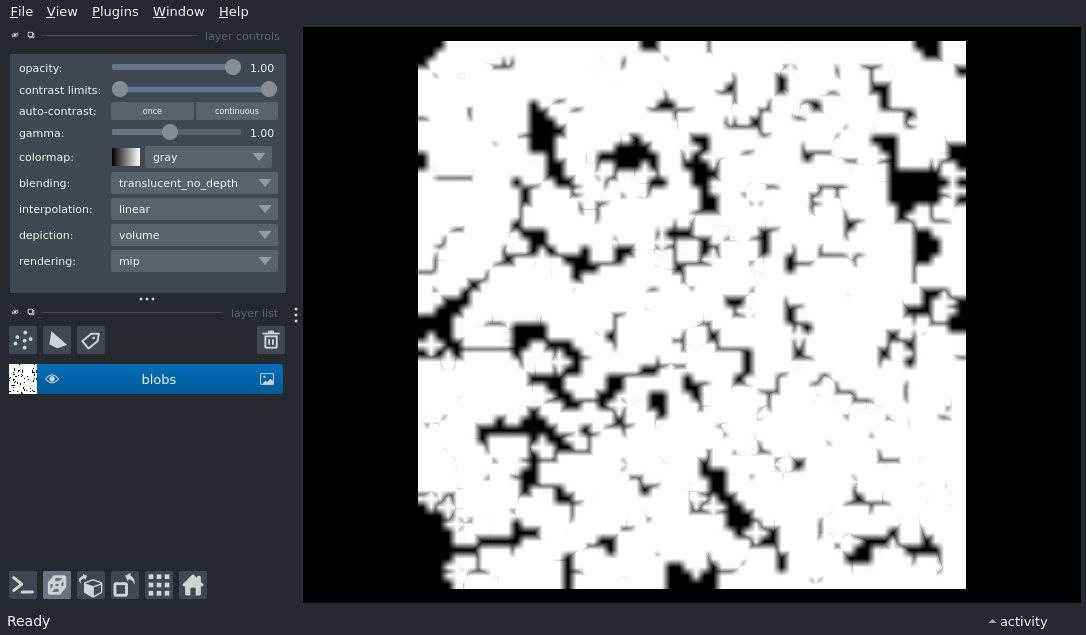 File View Plugins Window Help
layer controls
opacity: 1.00
contrast limits:
auto-contrast: once continuous
gamma: 1.00
colormap: gray
blending: translucent_no_depth
interpolation: linear
depiction: volume
rendering: mip
layer list
blobs
Ready activity